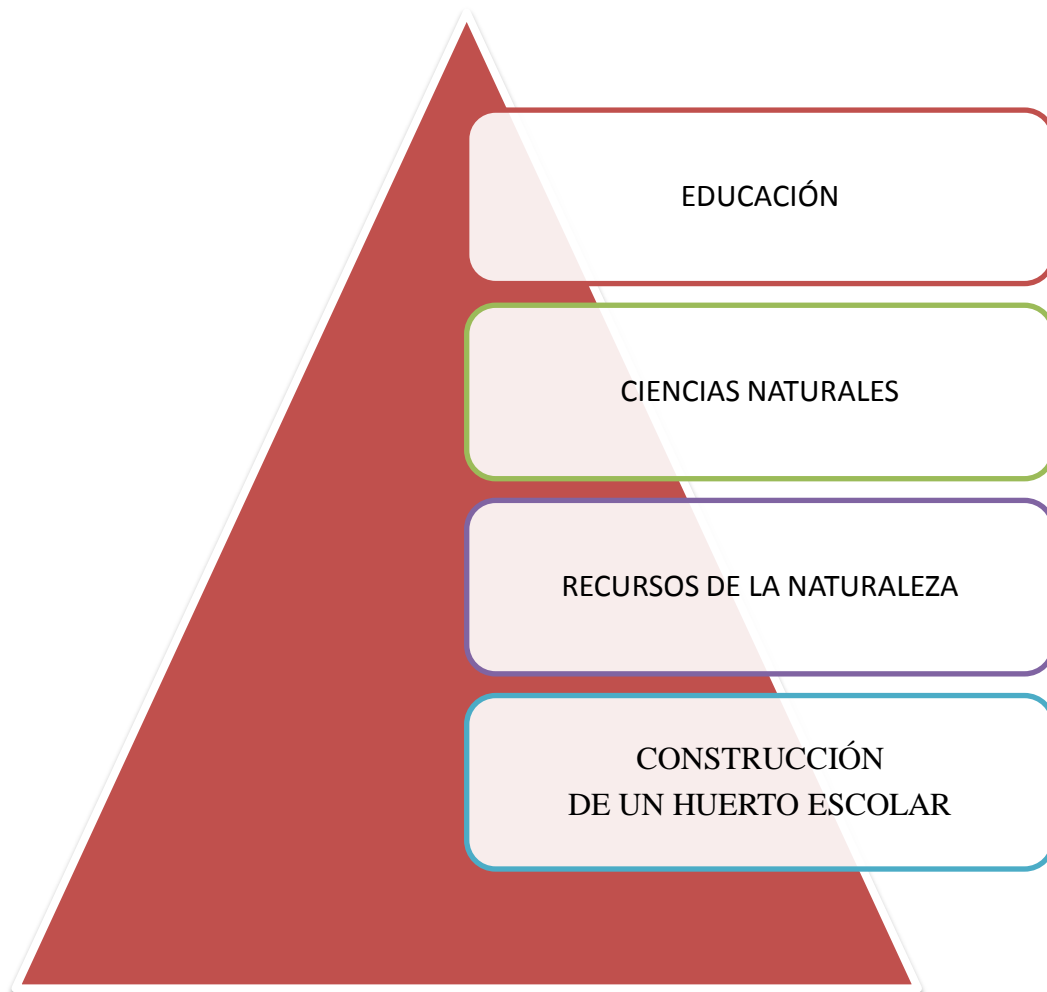 EDUCACIÓN
CIENCIAS NATURALES
RECURSOS DE LA NATURALEZA
CONSTRUCCIÓN
DE UN HUERTO ESCOLAR